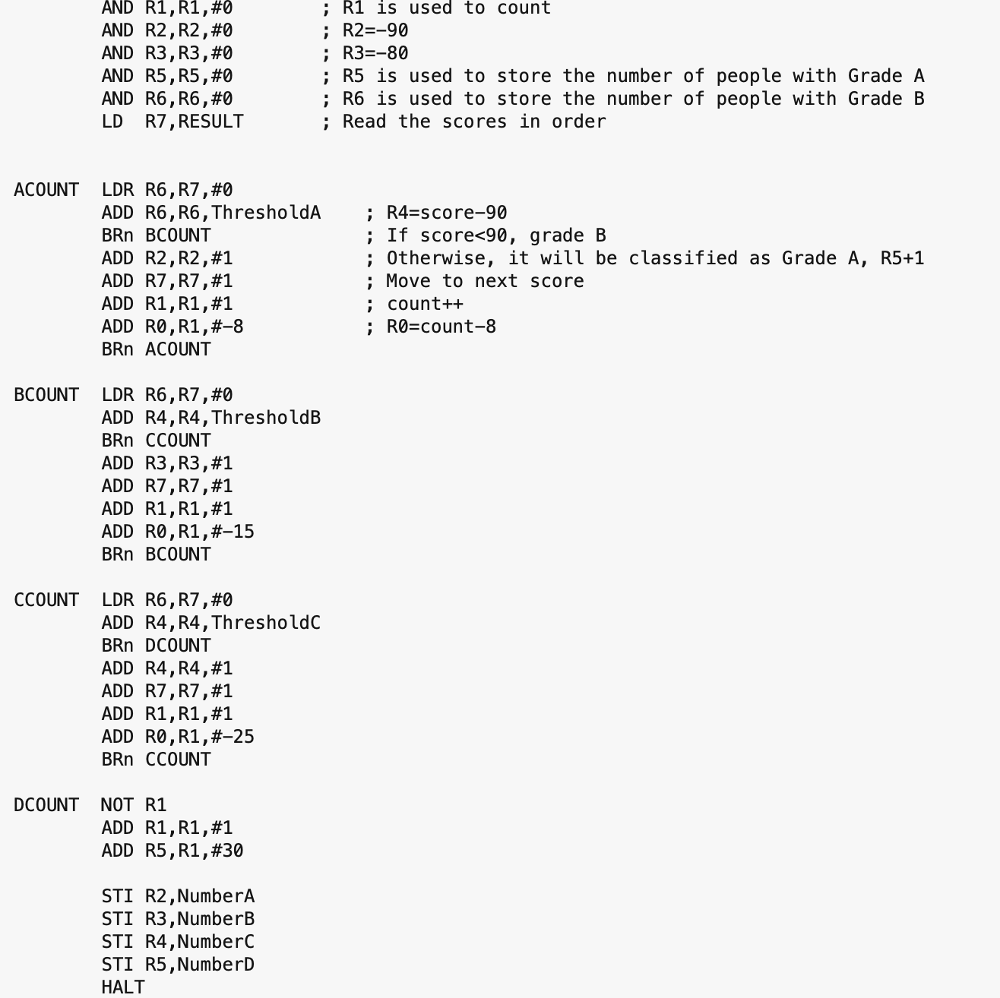 AND R1,R1,#0 ; R1 is used to count
AND R2,R2,#0 ; R2=-90
AND R3,R3,#0 ; R3=-80
AND R5,R5,#0 ; R5 is used to store the number of people with Grade A
AND R6,R6,#0 ; R6 is used to store the number of people with Grade B
LD R7,RESULT ; Read the scores in order
ACOUNT LDR R6,R7,#0
ADD R6,R6,ThresholdA ; R4=score-90
BRn BCOUNT ; If score<90, grade B
ADD R2,R2,#1 ; Otherwise, it will be classified as Grade A, R5+1
ADD R7,R7,#1 ; Move to next score
ADD R1,R1,#1 ; count++
ADD R0,R1,#-8 ; R0=count-8
BRn ACOUNT
BCOUNT LDR R6,R7,#0
ADD R4,R4,ThresholdB
BRn CCOUNT
ADD R3,R3,#1
ADD R7,R7,#1
ADD R1,R1,#1
ADD R0,R1,#-15
BRn BCOUNT
CCOUNT LDR R6,R7,#0
ADD R4,R4,ThresholdC
BRn DCOUNT
ADD R4,R4,#1
ADD R7,R7,#1
ADD R1,R1,#1
ADD R0,R1,#-25
BRn CCOUNT
DCOUNT NOT R1
ADD R1,R1,#1
ADD R5,R1,#30
STI R2,NumberA
STI R3,NumberB
STI R4,NumberC
STI R5,NumberD
HALT